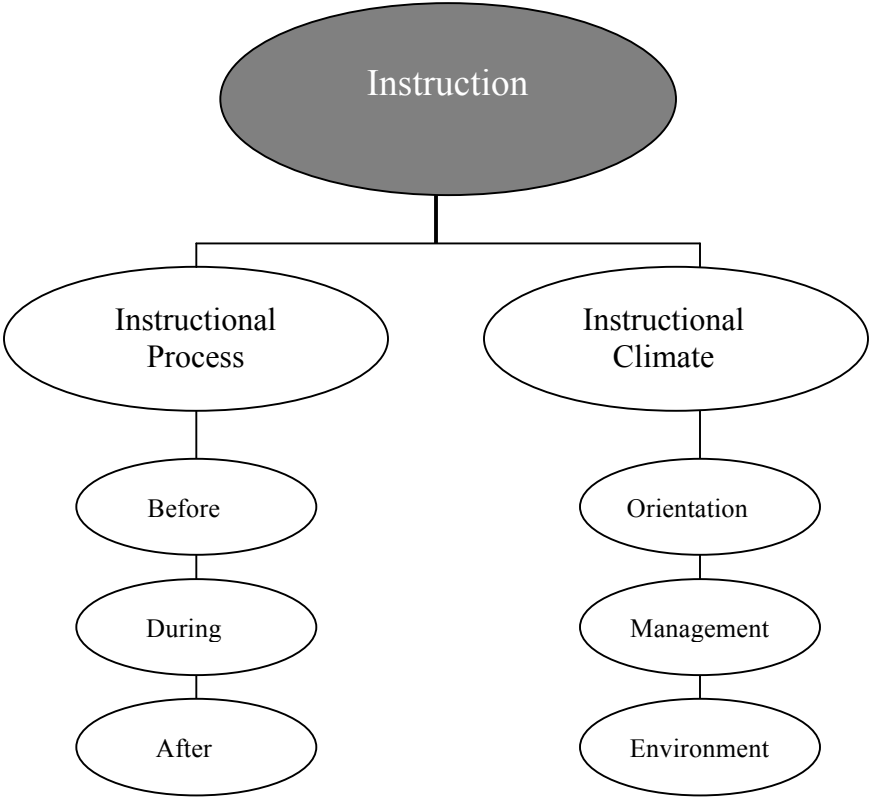 Instruction
Instructional
Process
Instructional
Climate
Before
Orientation
During
Management
After
Environment